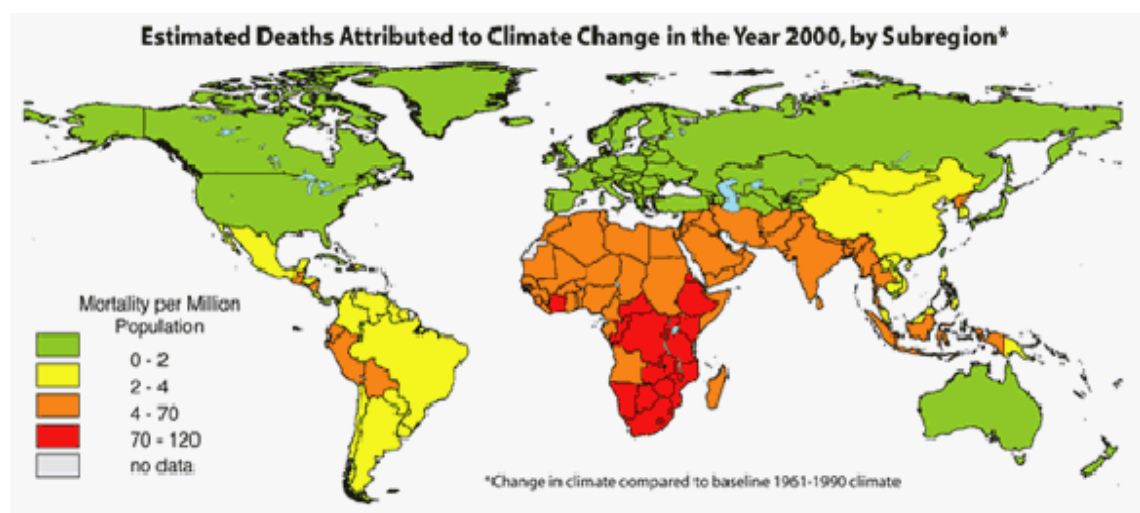 Estimated Deaths Attributed to Climate Change in the Year 2000, by Subregion*
Mortality per Million
Population
0 - 2
2 - 4
4 - 70
70 = 120
no data
*Change in climate compared to baseline 1961-1990 climate